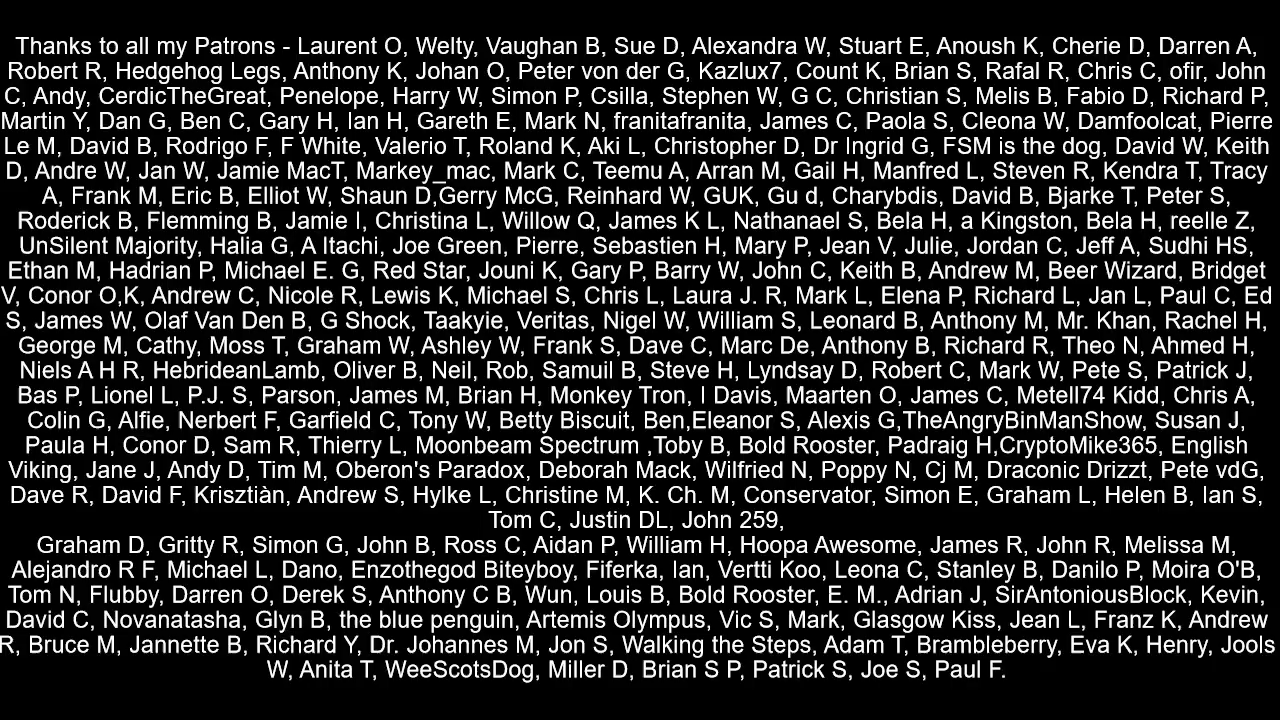 Thanks to all my Patrons - Laurent O, Welty, Vaughan B, Sue D, Alexandra W, Stuart E, Anoush K, Cherie D, Darren A,
Robert R, Hedgehog Legs, Anthony K, Johan O, Peter von der G, Kazlux7, Count K, Brian S, Rafal R, Chris C, ofir, John
C, Andy, CerdicTheGreat, Penelope, Harry W, Simon P, Csilla, Stephen W, G C, Christian S, Melis B, Fabio D, Richard P,
Martin Y, Dan G, Ben C, Gary H, Ian H, Gareth E, Mark N, franitafranita, James C, Paola S, Cleona W, Damfoolcat, Pierre
Le M, David B, Rodrigo F, F White, Valerio T, Roland K, Aki L, Christopher D, Dr Ingrid G, FSM is the dog, David W, Keith
D, Andre W, Jan W, Jamie MacT, Markey_mac, Mark C, Teemu A, Arran M, Gail H, Manfred L, Steven R, Kendra T, Tracy
A, Frank M, Eric B, Elliot W, Shaun D,Gerry McG, Reinhard W, GUK, Gu d, Charybdis, David B, Bjarke T, Peter S,
Roderick B, Flemming B, Jamie I, Christina L, Willow Q, James K L, Nathanael S, Bela H, a Kingston, Bela H, reelle Z,
UnSilent Majority, Halia G, A Itachi, Joe Green, Pierre, Sebastien H, Mary P, Jean V, Julie, Jordan C, Jeff A, Sudhi HS,
Ethan M, Hadrian P, Michael E. G, Red Star, Jouni K, Gary P, Barry W, John C, Keith B, Andrew M, Beer Wizard, Bridget
V, Conor O,K, Andrew C, Nicole R, Lewis K, Michael S, Chris L, Laura J. R, Mark L, Elena P, Richard L, Jan L, Paul C, Ed
S, James W, Olaf Van Den B, G Shock, Taakyie, Veritas, Nigel W, William S, Leonard B, Anthony M, Mr. Khan, Rachel H,
George M, Cathy, Moss T, Graham W, Ashley W, Frank S, Dave C, Marc De, Anthony B, Richard R, Theo N, Ahmed H,
Niels A H R, HebrideanLamb, Oliver B, Neil, Rob, Samuil B, Steve H, Lyndsay D, Robert C, Mark W, Pete S, Patrick J,
Bas P, Lionel L, P.J. S, Parson, James M, Brian H, Monkey Tron, I Davis, Maarten O, James C, Metell74 Kidd, Chris A,
Colin G, Alfie, Nerbert F, Garfield C, Tony W, Betty Biscuit, Ben,Eleanor S, Alexis G,TheAngryBinManShow, Susan J,
Paula H, Conor D, Sam R, Thierry L, Moonbeam Spectrum ,Toby B, Bold Rooster, Padraig H,CryptoMike365, English
Viking, Jane J, Andy D, Tim M, Oberon's Paradox, Deborah Mack, Wilfried N, Poppy N, Cj M, Draconic Drizzt, Pete vdG,
Dave R, David F, Krisztiàn, Andrew S, Hylke L, Christine M, K. Ch. M, Conservator, Simon E, Graham L, Helen B, Ian S,
Tom C, Justin DL, John 259,
Graham D, Gritty R, Simon G, John B, Ross C, Aidan P, William H, Hoopa Awesome, James R, John R, Melissa M,
Alejandro R F, Michael L, Dano, Enzothegod Biteyboy, Fiferka, Ian, Vertti Koo, Leona C, Stanley B, Danilo P, Moira O'B,
Tom N, Flubby, Darren O, Derek S, Anthony C B, Wun, Louis B, Bold Rooster, E. M., Adrian J, SirAntoniousBlock, Kevin,
David C, Novanatasha, Glyn B, the blue penguin, Artemis Olympus, Vic S, Mark, Glasgow Kiss, Jean L, Franz K, Andrew
R, Bruce M, Jannette B, Richard Y, Dr. Johannes M, Jon S, Walking the Steps, Adam T, Brambleberry, Eva K, Henry, Jools
W, Anita T, WeeScotsDog, Miller D, Brian S P, Patrick S, Joe S, Paul F.